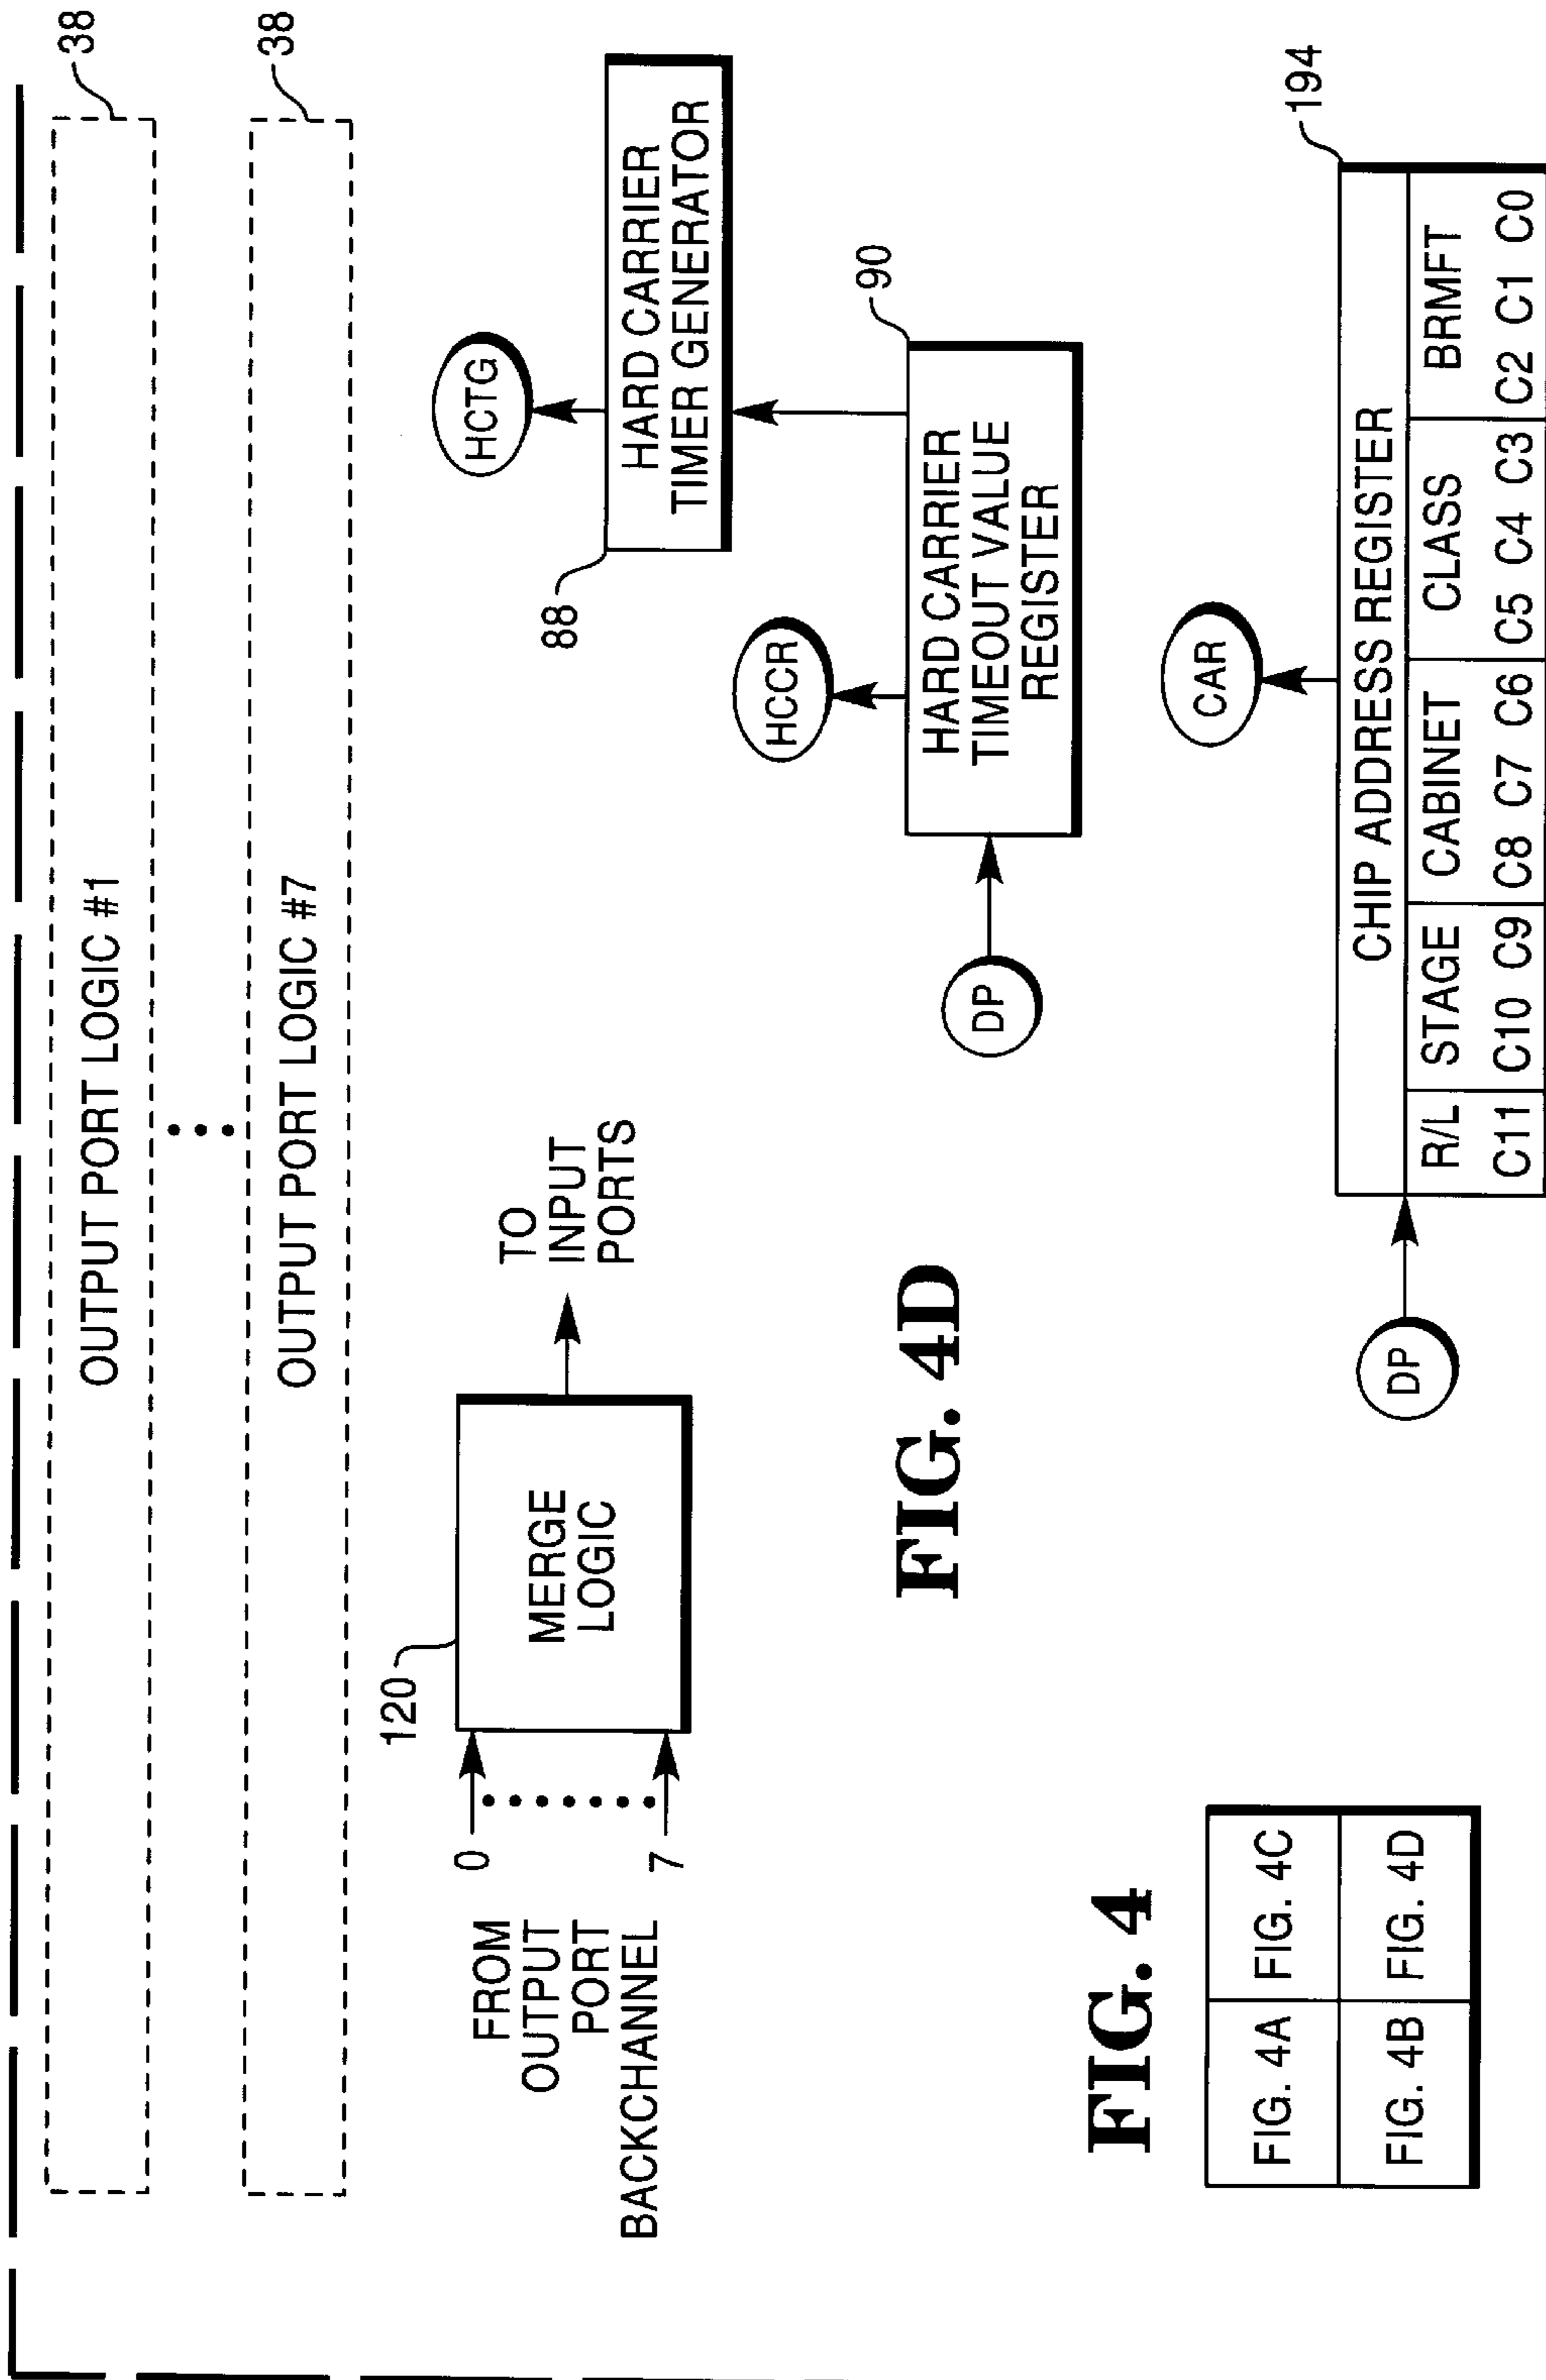 OUTPUT PORT LOGIC #1
38
OUTPUT PORT LOGIC #7
38
FROM
OUTPUT
PORT
BACKCHANNEL
0
7
120
MERGE
LOGIC
TO
INPUT
PORTS
HCTG
88
HARD CARRIER
TIMER GENERATOR
HCCR
90
HARD CARRIER
TIMEOUT VALUE
REGISTER
DP
FIG. 4D
CAR
194
DP
CHIP ADDRESS REGISTER
R/L STAGE CABINET CLASS BRMFT
C11 C10 C9 C8 C7 C6 C5 C4 C3 C2 C1 C0
FIG. 4
FIG. 4A FIG. 4C
FIG. 4B FIG. 4D